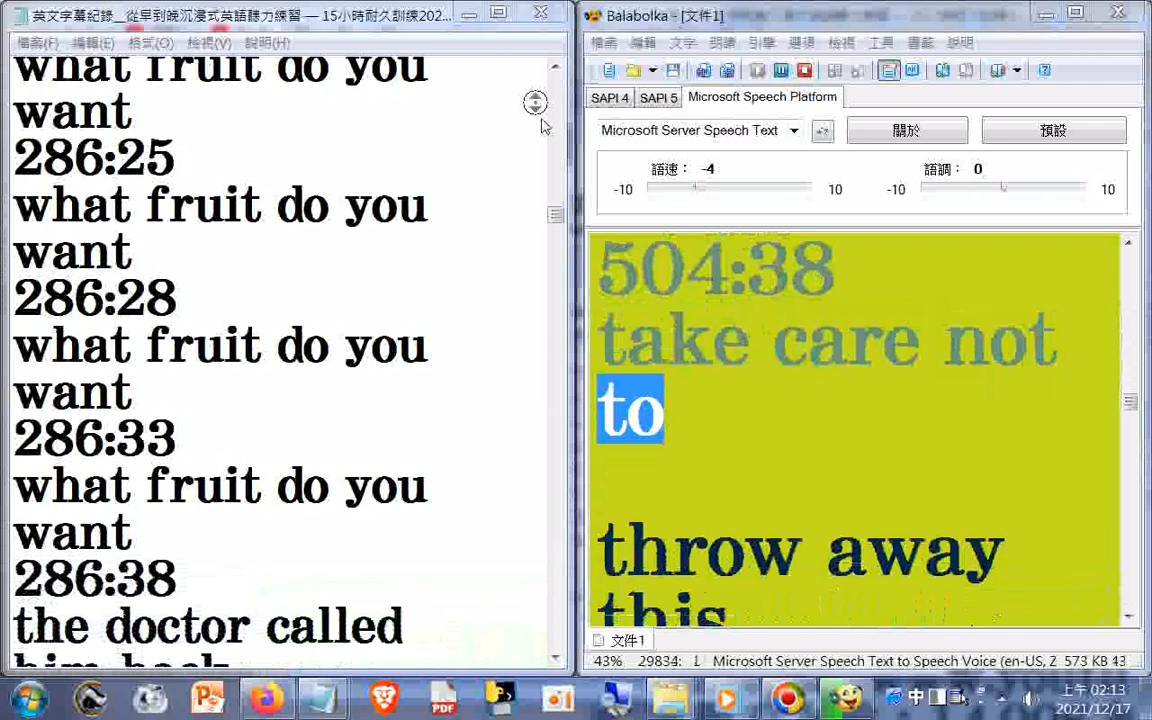 英文字幕紀錄__從早到晚沉浸式英語聽力練習 — 15小時耐久訓練202...
檔案(F) 編輯(E) 格式(O) 檢視(V) 說明(H)
what fruit do you
want
286:25
what fruit do you
want
286:28
what fruit do you
want
286:33
what fruit do you
want
286:38
the doctor called
him back
Balabolka - [文件1]
檔案 編輯 文字 朗讀 引擎 選項 檢視 工具 書籤 說明
SAPI 4 SAPI 5 Microsoft Speech Platform
Microsoft Server Speech Text 關於 預設
語速： -4 語調： 0
-10 10 -10 10
504:38
take care not
to
throw away
this
文件1
43% 29834: 1 Microsoft Server Speech Text to Speech Voice (en-US, Z 573 KB 43
PDF
中
上午 02:13
2021/12/17